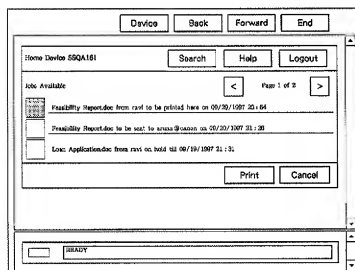 Device Back Forward End
Home Device SSQA161 Search Help Logout
Jobs Available < Page 1 of 2 >
Feasibility Report.doc from ravi to be printed here on 09/20/1997 20 : 54
Feasibility Report.doc to be sent to aruna@canon on 09/20/1997 21 : 26
Loan Application.doc from ravi on hold till 09/19/1997 21 : 31
Print Cancel
READY